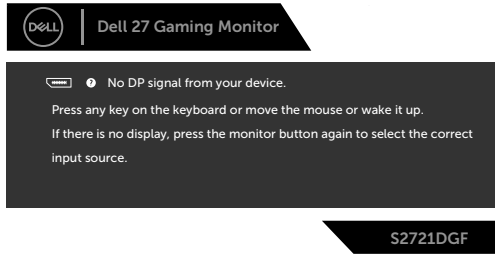 DELL
Dell 27 Gaming Monitor
No DP signal from your device.
Press any key on the keyboard or move the mouse or wake it up.
If there is no display, press the monitor button again to select the correct
input source.
S2721DGF